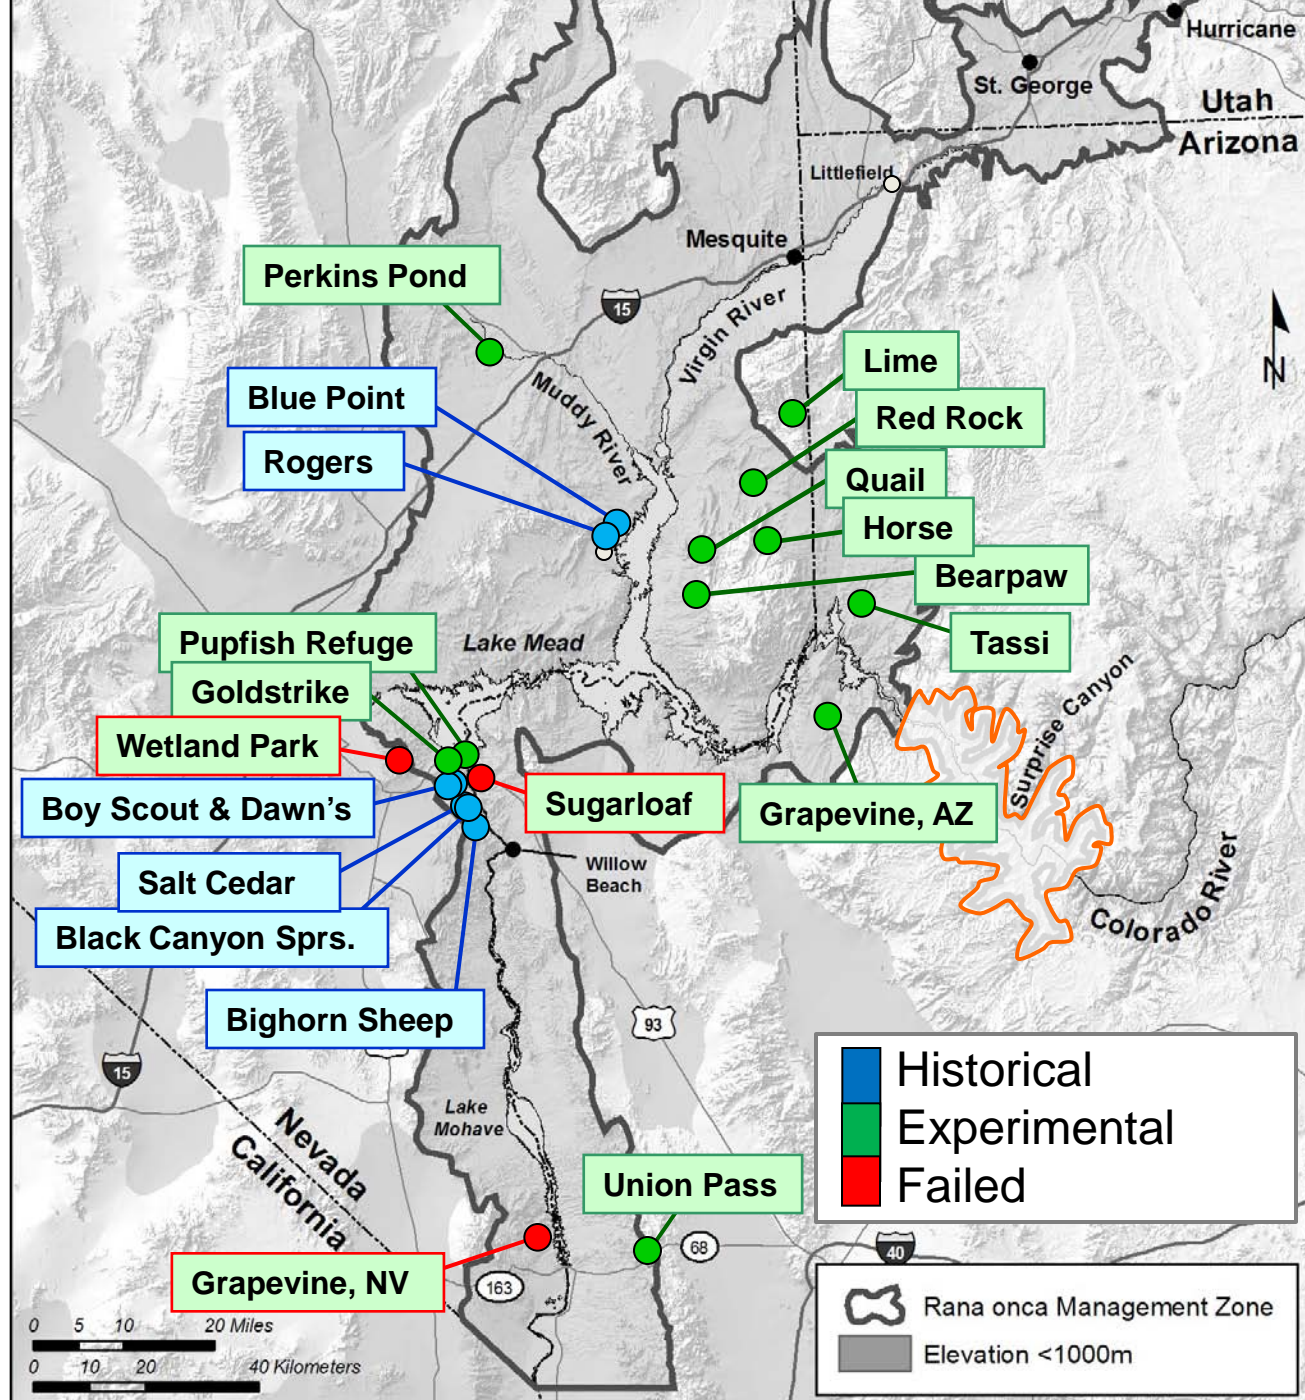 Hurricane
St. George
Utah
Arizona
Littlefield
Mesquite
Perkins Pond
15
Virgin River
Lime
N
Blue Point
Muddy River
Red Rock
Rogers
Quail
Horse
Bearpaw
Pupfish Refuge
Lake Mead
Tassi
Goldstrike
Surprise Canyon
Wetland Park
Boy Scout & Dawn's
Sugarloaf
Grapevine, AZ
Willow
Beach
Salt Cedar
Colorado River
Black Canyon Sprs.
Bighorn Sheep
93
15
Historical
Experimental
Failed
Lake
Mohave
Nevada
California
Union Pass
68
40
Grapevine, NV
163
Rana onca Management Zone
Elevation <1000m
0 5 10 20 Miles
0 10 20 40 Kilometers